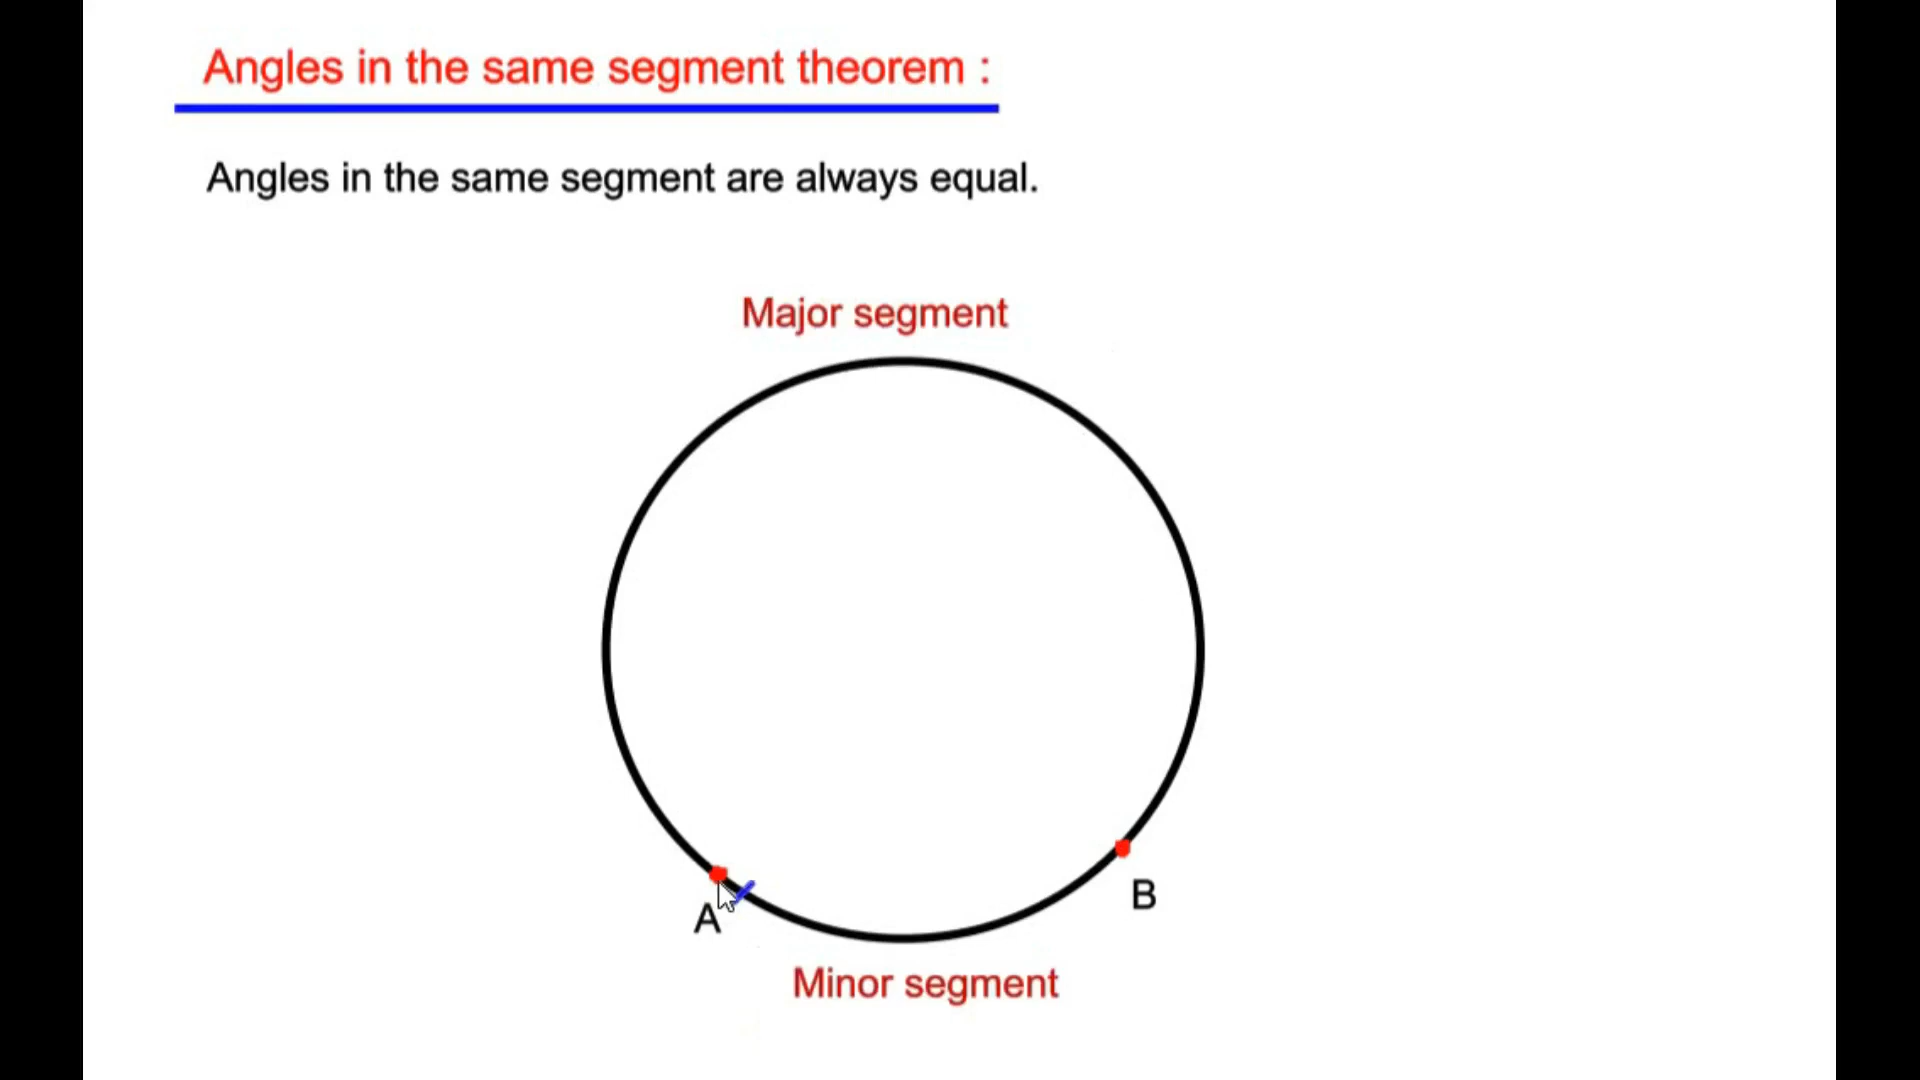 Angles in the same segment theorem :
Angles in the same segment are always equal.
Major segment
A
B
Minor segment